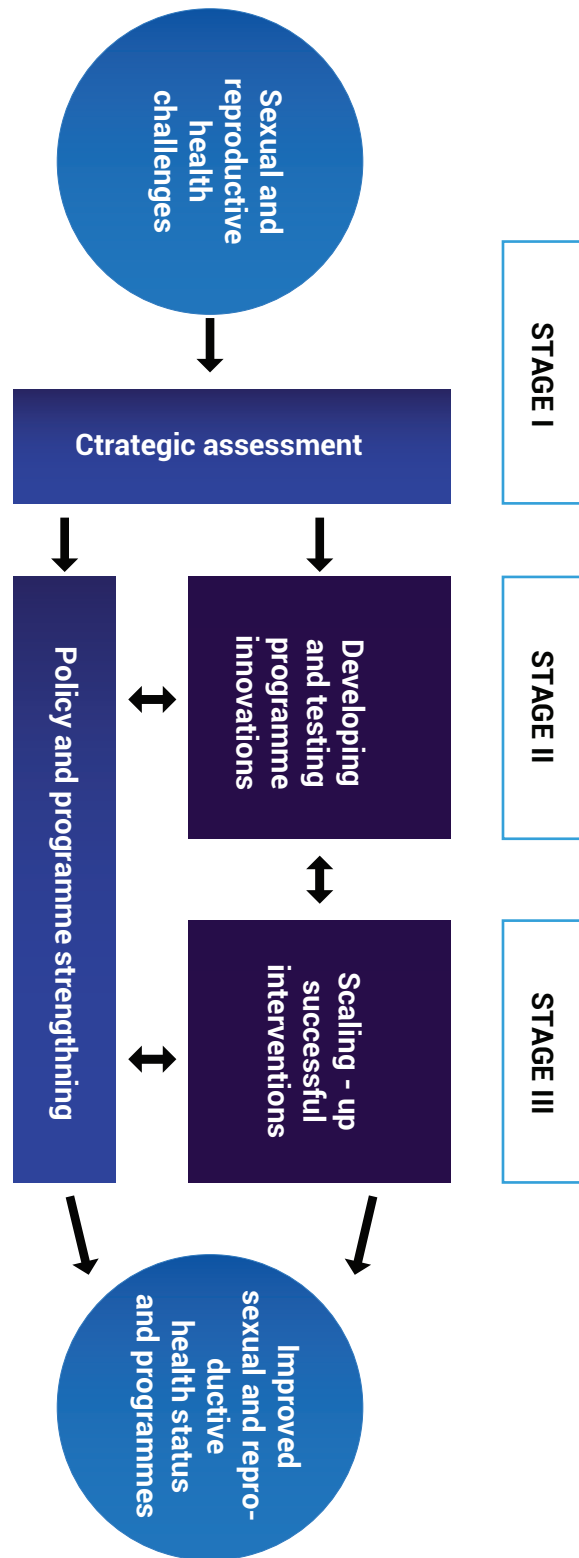 STAGE I
STAGE II
STAGE III
Sexual and
reproductive
health
challenges
Ctrategic assessment
Developing
and testing
programme
innovations
Scaling - up
successful
interventions
Policy and programme strengthning
Improved
sexual and repro-
ductive
health status
and programmes